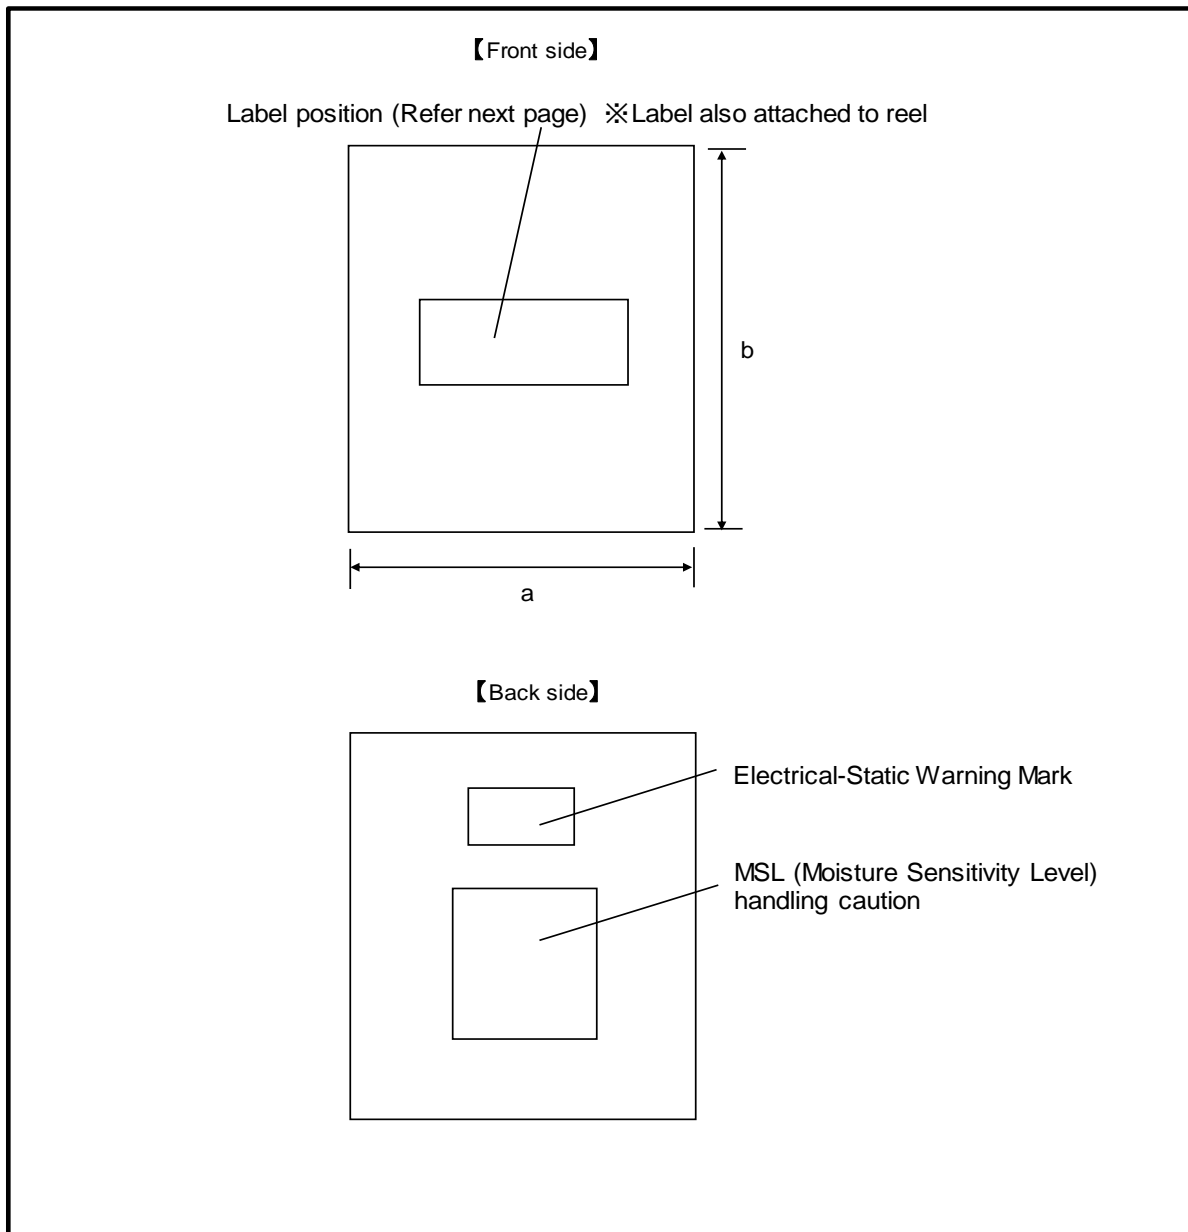 【Front side】
Label position (Refer next page) ※Label also attached to reel
b
a
【Back side】
Electrical-Static Warning Mark
MSL (Moisture Sensitivity Level)
handling caution